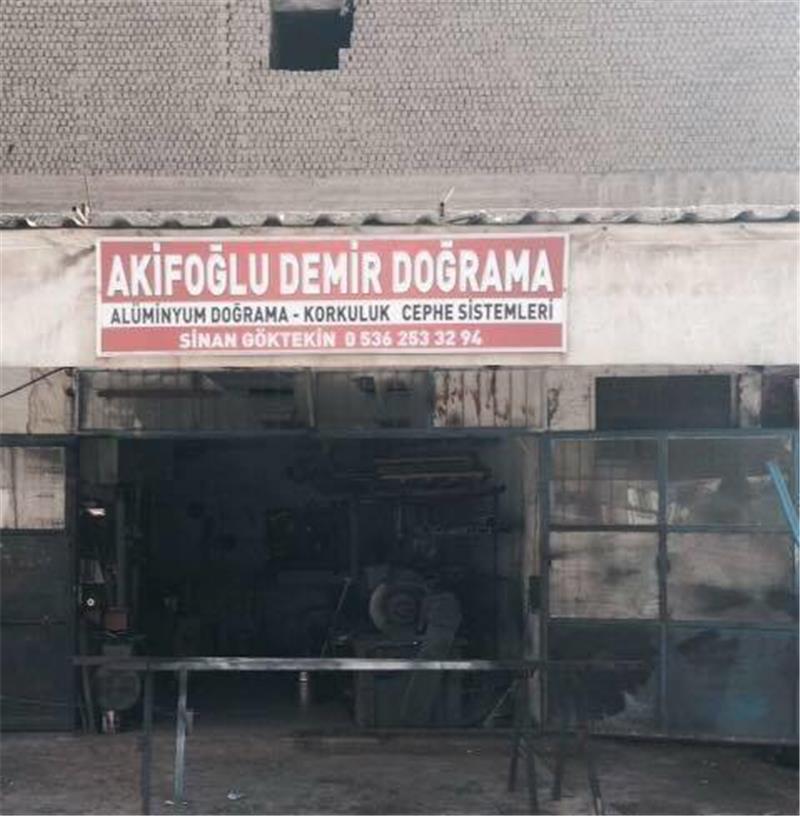 AKİFOĞLU DEMİR DOĞRAMA
ALÜMİNYUM DOĞRAMA - KORKULUK CEPHE SİSTEMLERİ
SİNAN GÖKTEKİN 0 536 253 32 94